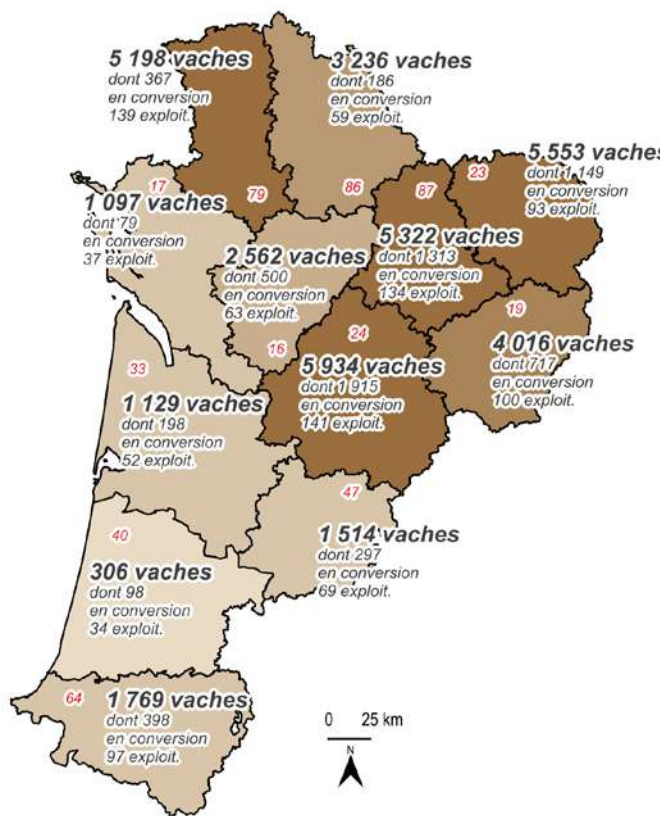 5 198 vaches
dont 367
en conversion
139 exploit.
79
3 236 vaches
dont 186
en conversion
59 exploit.
86
5 553 vaches
dont 1 149
en conversion
93 exploit.
23
17
1 097 vaches
dont 79
en conversion
37 exploit.
87
5 322 vaches
dont 1 313
en conversion
134 exploit.
2 562 vaches
dont 500
en conversion
63 exploit.
16
19
4 016 vaches
dont 717
en conversion
100 exploit.
24
5 934 vaches
dont 1 915
en conversion
141 exploit.
33
1 129 vaches
dont 198
en conversion
52 exploit.
47
1 514 vaches
dont 297
en conversion
69 exploit.
40
306 vaches
dont 98
en conversion
34 exploit.
64
1 769 vaches
dont 398
en conversion
97 exploit.
0 25 km
N